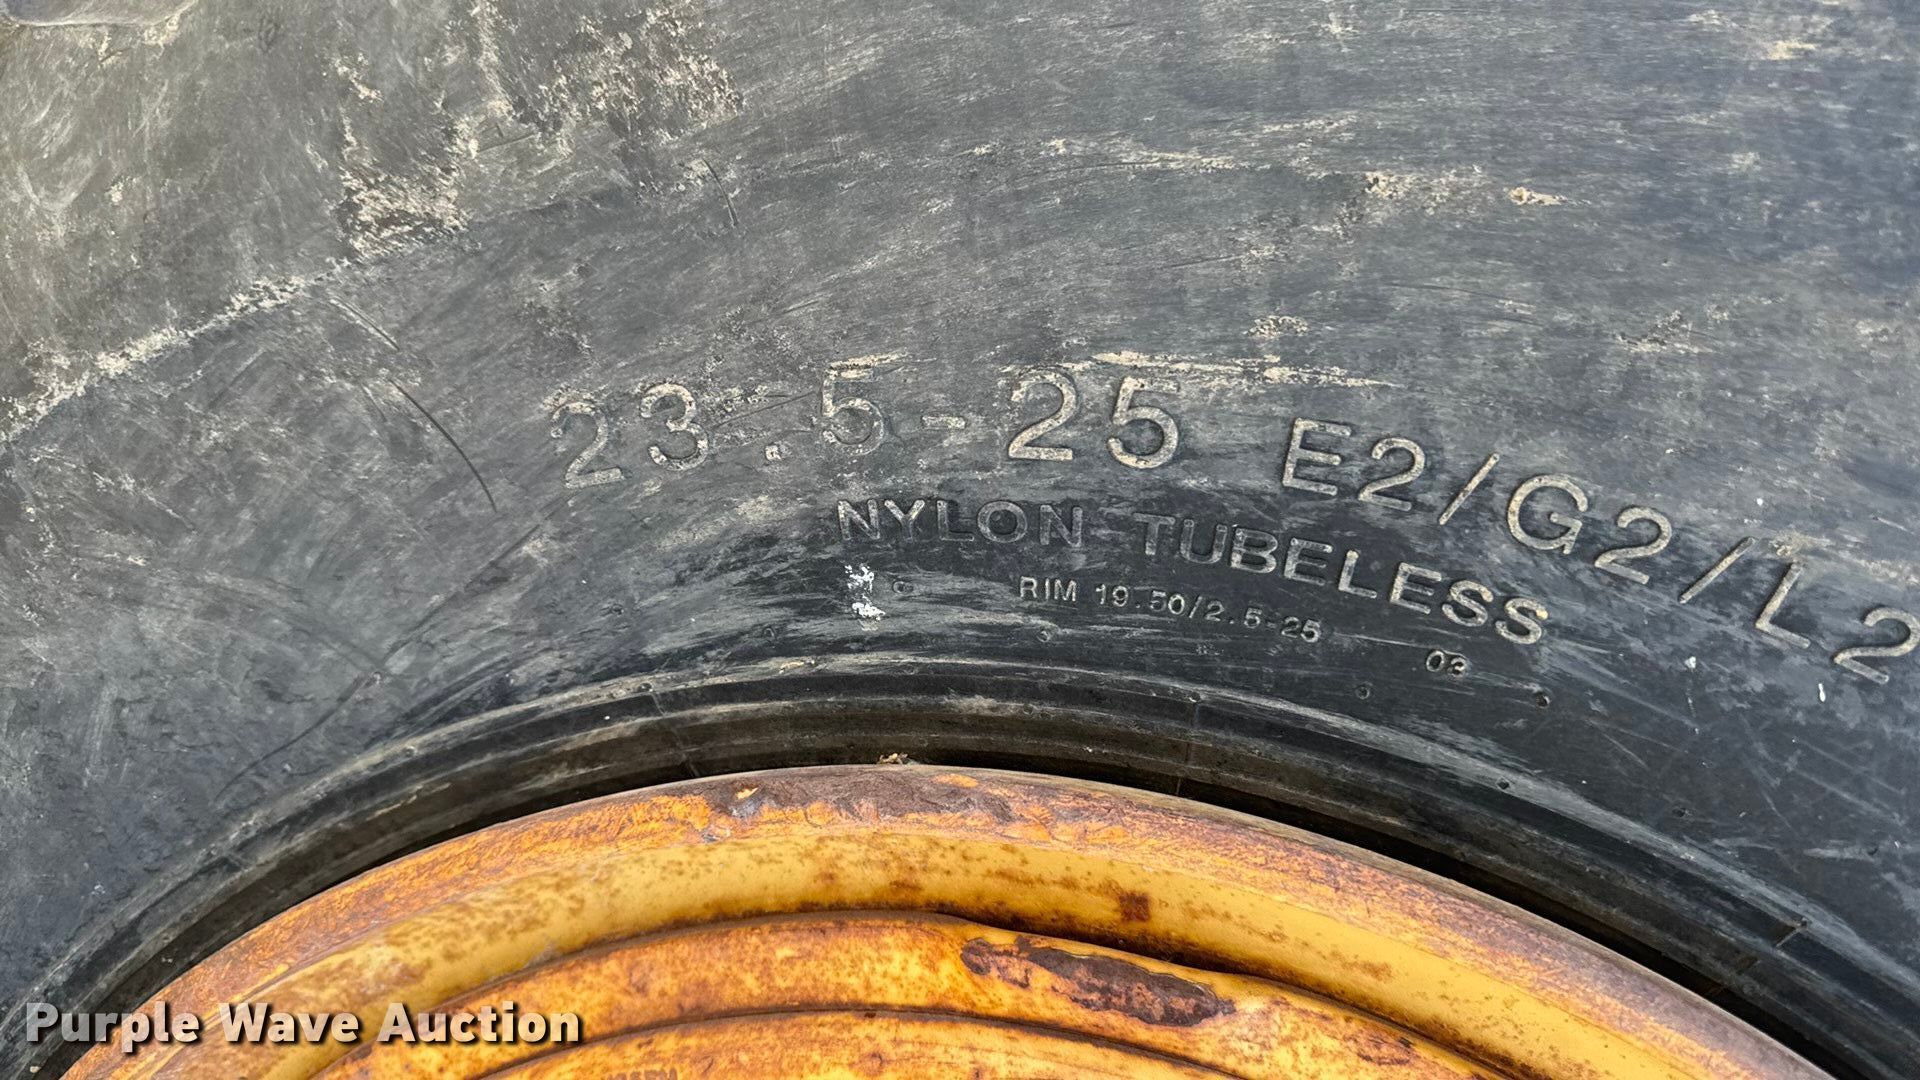 23.5-25 E2/G2/L2
NYLON TUBELESS
RIM 19.50/2.5-25
03
Purple Wave Auction